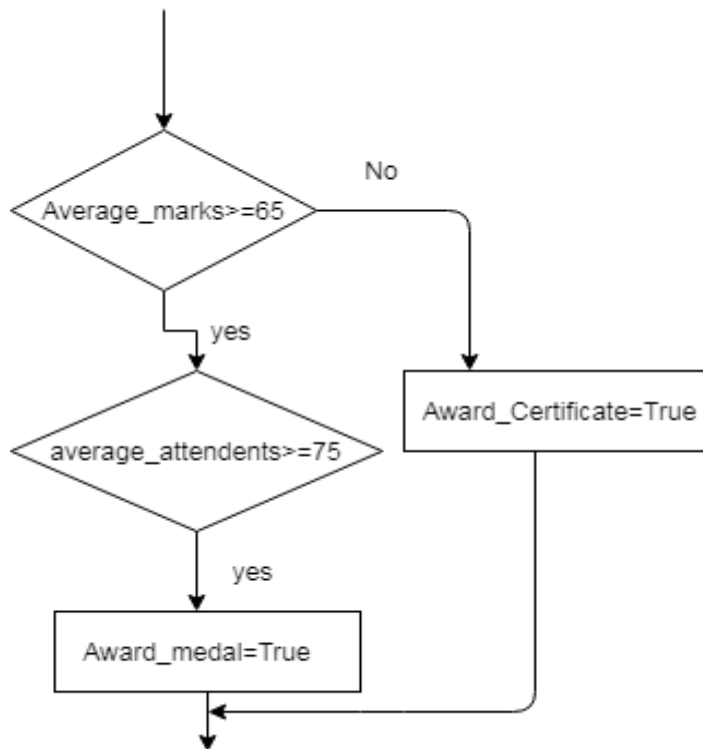 No
Average_marks>=65
yes
Award_Certificate=True
average_attendents>=75
yes
Award_medal=True